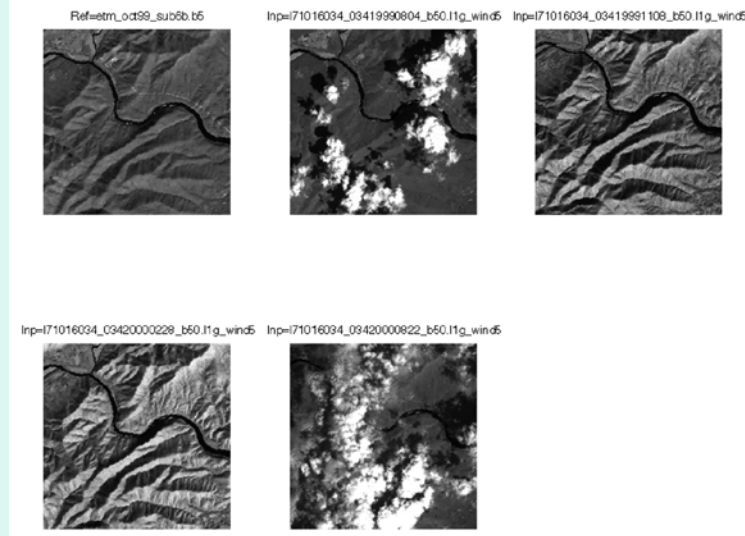 Ref=etm_oct99_sub6b.b5
Inp=l71016034_03419990804_b50.l1g_wind5
Inp=l71016034_03419991108_b50.l1g_wind5
Inp=l71016034_03420000228_b50.l1g_wind5
Inp=l71016034_03420000822_b50.l1g_wind5